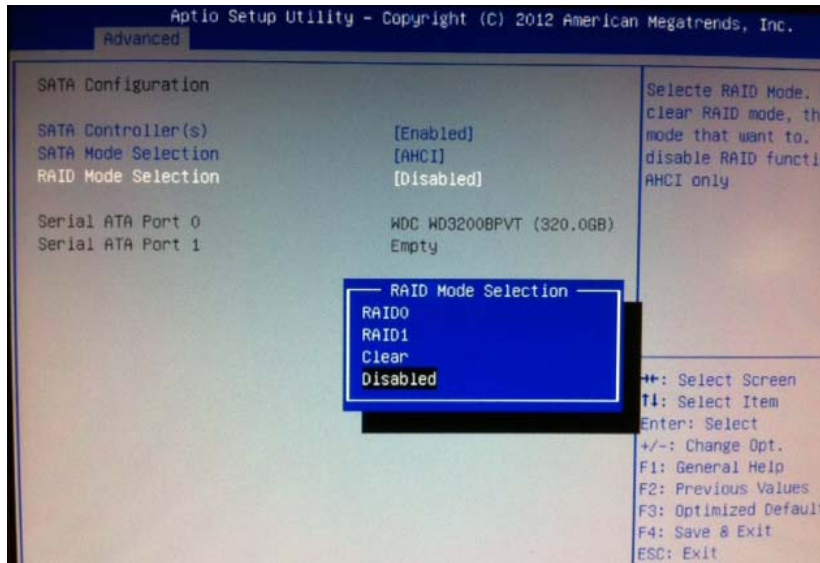 Aptio Setup Utility – Copyright (C) 2012 American Megatrends, Inc.
Advanced
SATA Configuration
SATA Controller(s) [Enabled]
SATA Mode Selection [AHCI]
RAID Mode Selection [Disabled]
Serial ATA Port 0 WDC WD3200BPVT (320.0GB)
Serial ATA Port 1 Empty
RAID Mode Selection
RAID0
RAID1
Clear
Disabled
Selecte RAID Mode.
clear RAID mode, th
mode that want to.
disable RAID functi
AHCI only
→←: Select Screen
↑↓: Select Item
Enter: Select
+/-: Change Opt.
F1: General Help
F2: Previous Values
F3: Optimized Defaul
F4: Save & Exit
ESC: Exit